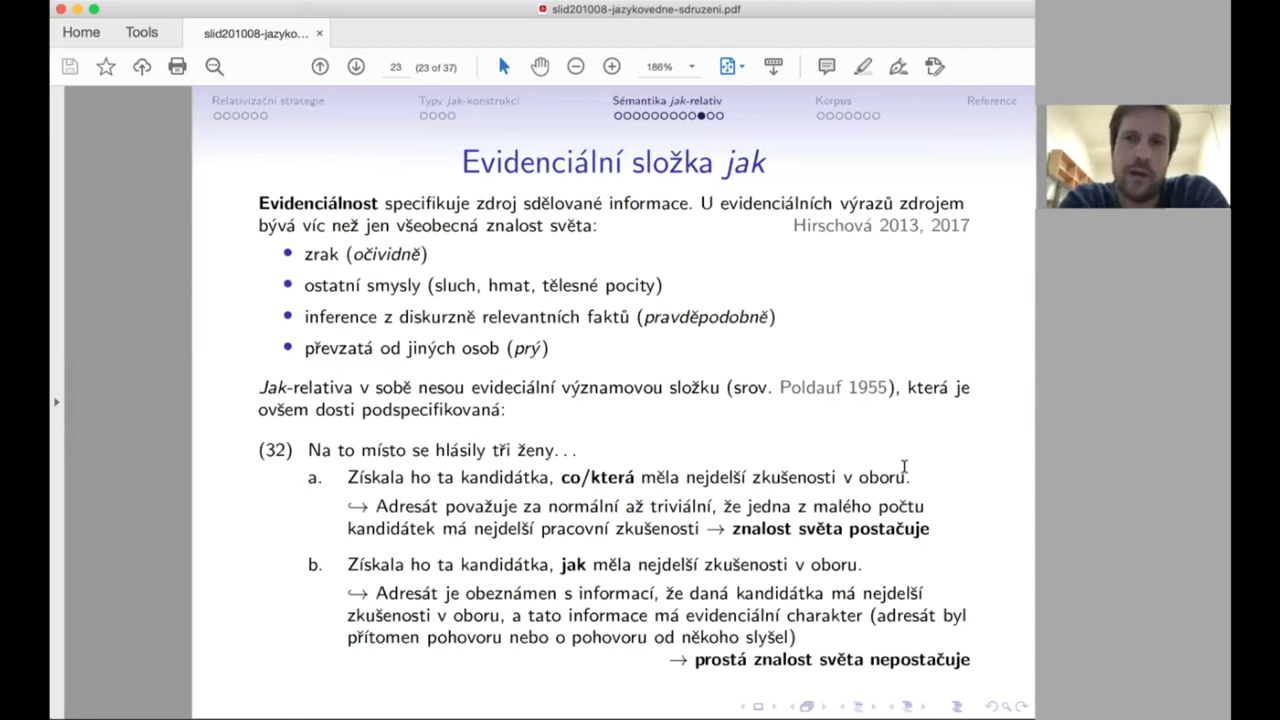 slid201008-jazykovedne-sdruzeni.pdf
Home Tools slid201008-jazyko... ×
23 (23 of 37) 186%
Relativizační strategie Typy jak-konstrukcí Sémantika jak-relativ Korpus Reference
Evidenciální složka jak
Evidenciálnost specifikuje zdroj sdělované informace. U evidenciálních výrazů zdrojem
bývá víc než jen všeobecná znalost světa: Hirschová 2013, 2017
• zrak (očividně)
• ostatní smysly (sluch, hmat, tělesné pocity)
• inference z diskurzně relevantních faktů (pravděpodobně)
• převzatá od jiných osob (prý)
Jak-relativa v sobě nesou evideciální významovou složku (srov. Poldauf 1955), která je
ovšem dosti podspecifikovaná:
(32) Na to místo se hlásily tři ženy...
a. Získala ho ta kandidátka, co/která měla nejdelší zkušenosti v oboru.
↪ Adresát považuje za normální až triviální, že jedna z malého počtu
kandidátek má nejdelší pracovní zkušenosti → znalost světa postačuje
b. Získala ho ta kandidátka, jak měla nejdelší zkušenosti v oboru.
↪ Adresát je obeznámen s informací, že daná kandidátka má nejdelší
zkušenosti v oboru, a tato informace má evidenciální charakter (adresát byl
přítomen pohovoru nebo o pohovoru od někoho slyšel)
→ prostá znalost světa nepostačuje